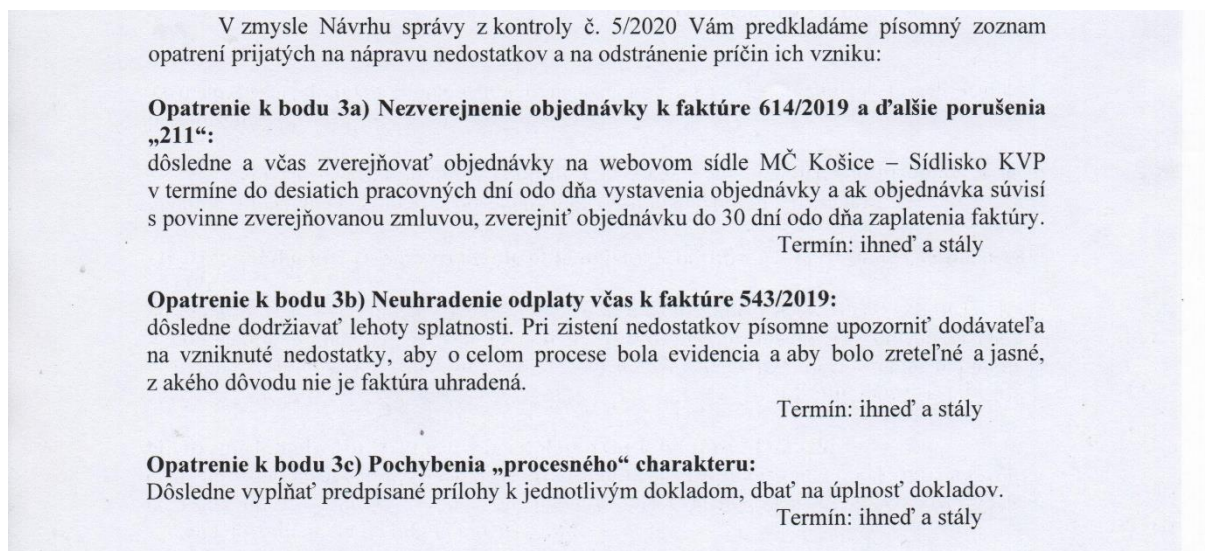 V zmysle Návrhu správy z kontroly č. 5/2020 Vám predkladáme písomný zoznam
opatrení prijatých na nápravu nedostatkov a na odstránenie príčin ich vzniku:
Opatrenie k bodu 3a) Nezverejnenie objednávky k faktúre 614/2019 a ďalšie porušenia
„211“:
dôsledne a včas zverejňovať objednávky na webovom sídle MČ Košice – Sídlisko KVP
v termíne do desiatich pracovných dní odo dňa vystavenia objednávky a ak objednávka súvisí
s povinne zverejňovanou zmluvou, zverejniť objednávku do 30 dní odo dňa zaplatenia faktúry.
Termín: ihneď a stály
Opatrenie k bodu 3b) Neuhradenie odplaty včas k faktúre 543/2019:
dôsledne dodržiavať lehoty splatnosti. Pri zistení nedostatkov písomne upozorniť dodávateľa
na vzniknuté nedostatky, aby o celom procese bola evidencia a aby bolo zreteľné a jasné,
z akého dôvodu nie je faktúra uhradená.
Termín: ihneď a stály
Opatrenie k bodu 3c) Pochybenia „procesného“ charakteru:
Dôsledne vypĺňať predpísané prílohy k jednotlivým dokladom, dbať na úplnosť dokladov.
Termín: ihneď a stály